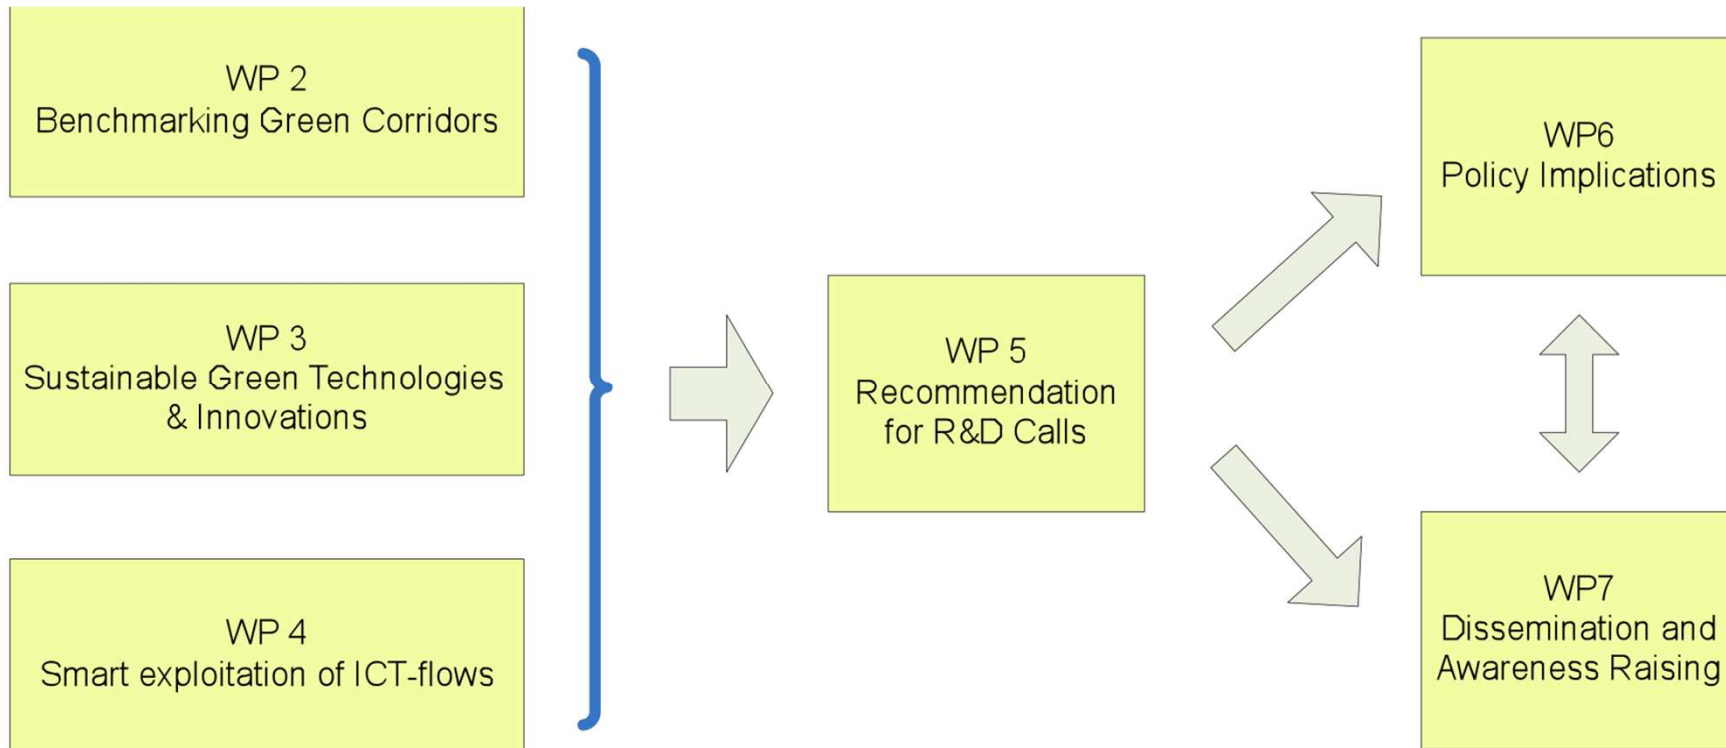 WP 2
Benchmarking Green Corridors
WP 3
Sustainable Green Technologies
& Innovations
WP 4
Smart exploitation of ICT-flows
WP 5
Recommendation
for R&D Calls
WP6
Policy Implications
WP7
Dissemination and
Awareness Raising